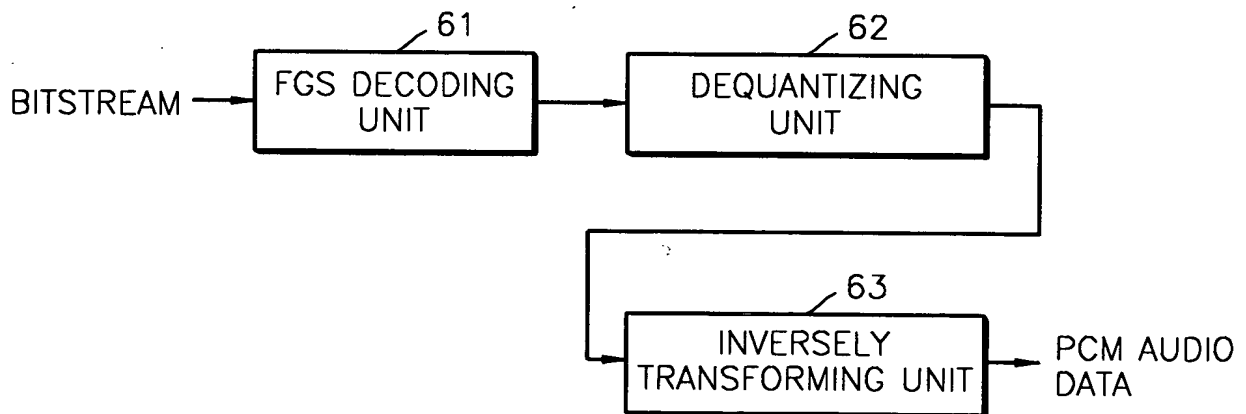 61
FGS DECODING
UNIT
62
DEQUANTIZING
UNIT
BITSTREAM
63
INVERSELY
TRANSFORMING UNIT
PCM AUDIO
DATA